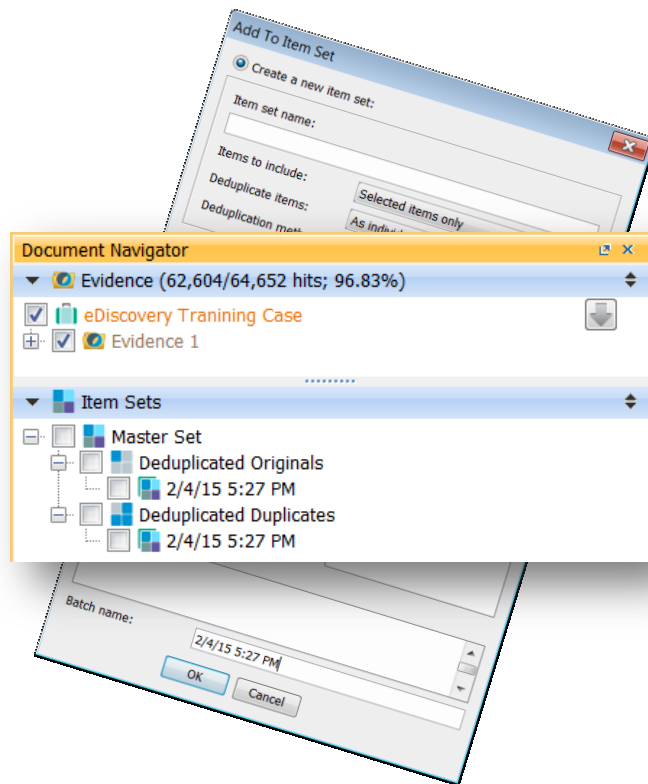 Add To Item Set
Create a new item set:
Item set name:
Items to include:
Selected items only
Deduplicate items:
Deduplication
Document Navigator
Evidence (62,604/64,652 hits; 96.83%)
eDiscovery Tranining Case
Evidence 1
Item Sets
Master Set
Deduplicated Originals
2/4/15 5:27 PM
Deduplicated Duplicates
2/4/15 5:27 PM
Batch name:
2/4/15 5:27 PM
OK
Cancel